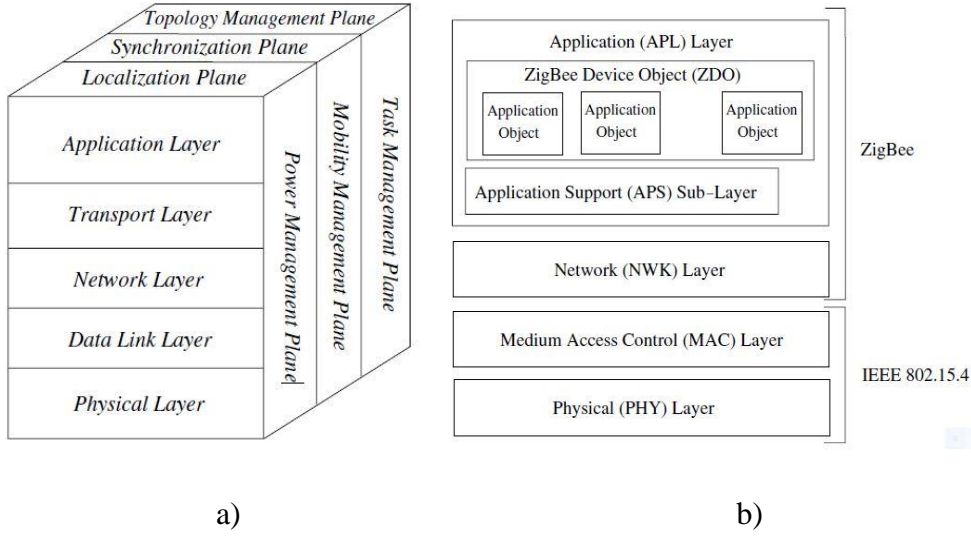 Topology Management Plane
Synchronization Plane
Localization Plane
Application Layer
Transport Layer
Network Layer
Data Link Layer
Physical Layer
Power Management Plane
Mobility Management Plane
Task Management Plane
a)
Application (APL) Layer
ZigBee Device Object (ZDO)
Application
Object
Application
Object
Application
Object
Application Support (APS) Sub-Layer
Network (NWK) Layer
Medium Access Control (MAC) Layer
Physical (PHY) Layer
ZigBee
IEEE 802.15.4
b)